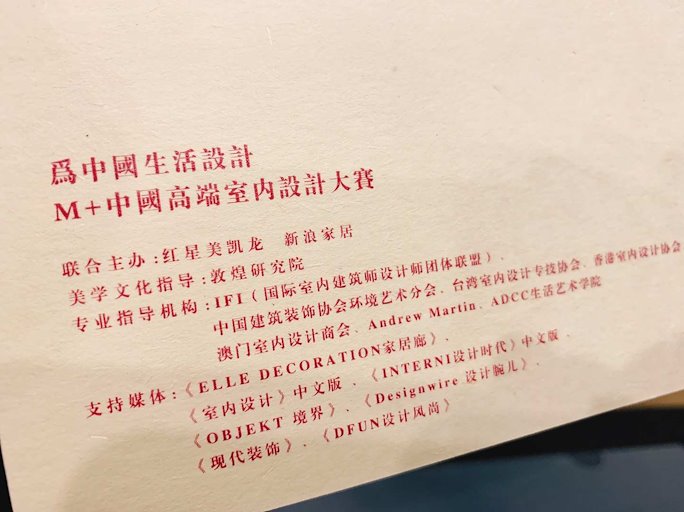 爲中國生活設計
M+中國高端室内設計大賽
联合主办:红星美凯龙 新浪家居
美学文化指导:敦煌研究院
专业指导机构:IFI(国际室内建筑师设计师团体联盟)、
中国建筑装饰协会环境艺术分会、台湾室内设计专技协会、香港室内设计协会
澳门室内设计商会、Andrew Martin、ADCC生活艺术学院
支持媒体:《ELLE DECORATION家居廊》、
《室内设计》中文版、《INTERNI设计时代》中文版、
《OBJEKT 境界》、《Designwire 设计腕儿》、
《现代装饰》、《DFUN设计风尚》